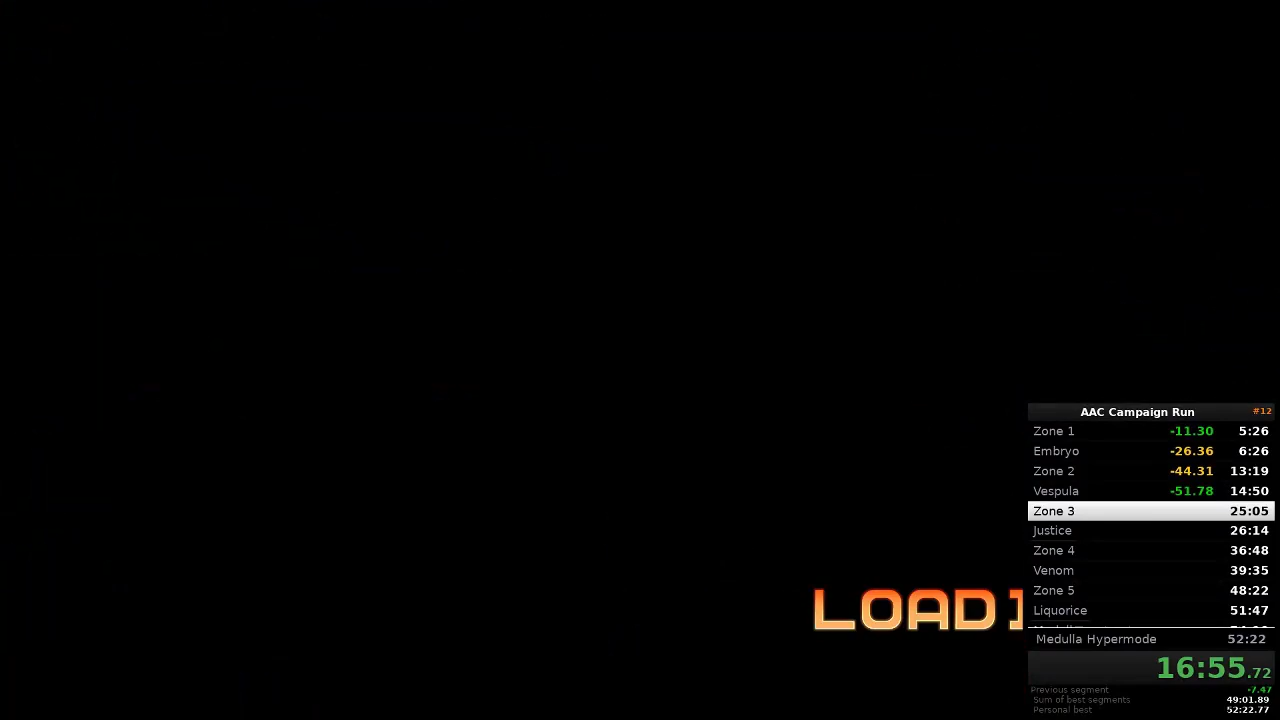 LOADI
AAC Campaign Run #12
Zone 1 -11.30 5:26
Embryo -26.36 6:26
Zone 2 -44.31 13:19
Vespula -51.78 14:50
Zone 3 25:05
Justice 26:14
Zone 4 36:48
Venom 39:35
Zone 5 48:22
Liquorice 51:47
Medulla Hypermode 52:22
16:55.72
Previous segment -7.47
Sum of best segments 49:01.89
Personal best 52:22.77